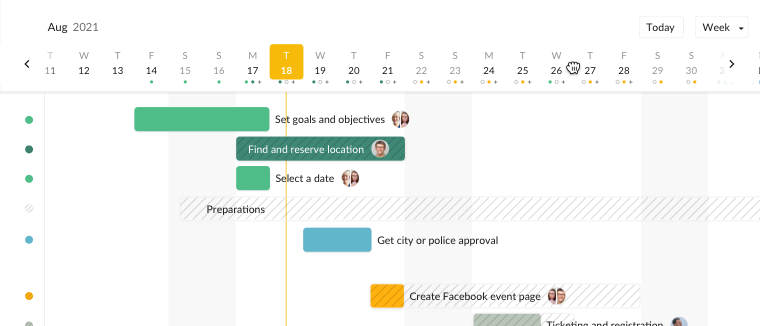 Aug 2021
Today
Week
T W T F S S M T W T F S S M T W T F S S
11 12 13 14 15 16 17 18 19 20 21 22 23 24 25 26 27 28 29 30
Set goals and objectives
Find and reserve location
Select a date
Preparations
Get city or police approval
Create Facebook event page
Ticketing and registration